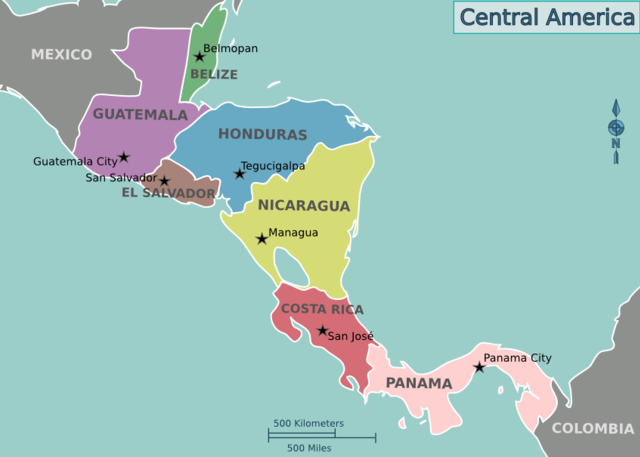 Central America
MEXICO
Belmopan
BELIZE
GUATEMALA
HONDURAS
N
Guatemala City
Tegucigalpa
San Salvador
EL SALVADOR
NICARAGUA
Managua
COSTA RICA
San José
Panama City
PANAMA
500 Kilometers
COLOMBIA
500 Miles